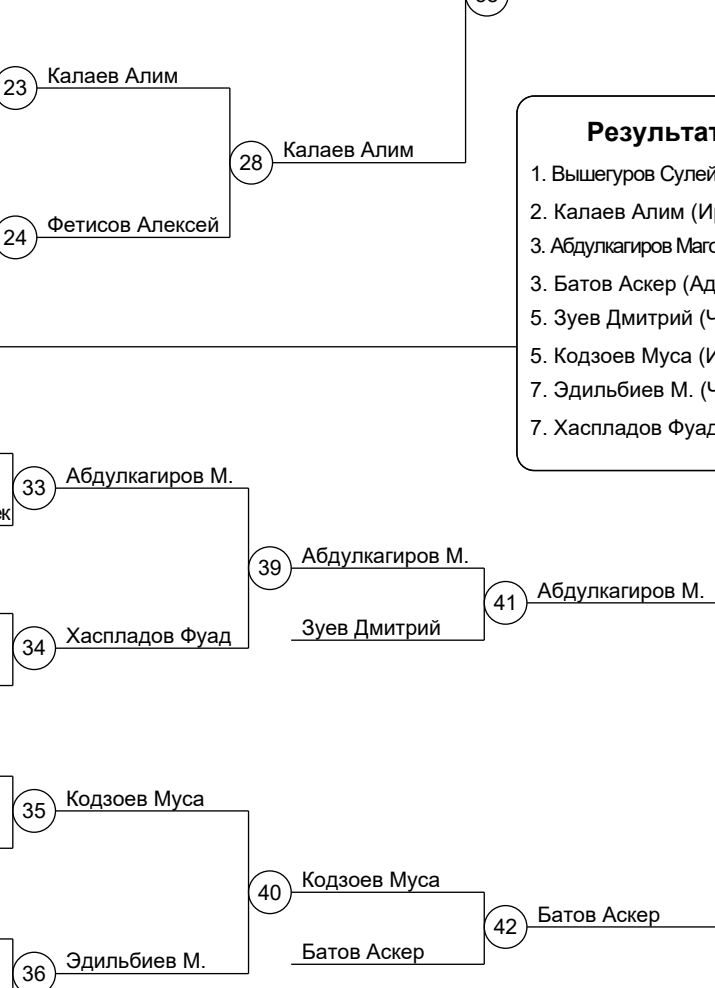 23
Калаев Алим
28
Калаев Алим
24
Фетисов Алексей
1. Вышегуров
2. Калаев Алим
3. Абдулкагиров
3. Батов Аскер
5. Зуев Дмитрий
5. Кодзоев Муса
7. Эдильбиев М.
7. Хаспладов Фуад
33
Абдулкагиров М.
39
Абдулкагиров М.
Зуев Дмитрий
41
Абдулкагиров М.
34
Хаспладов Фуад
35
Кодзоев Муса
40
Кодзоев Муса
Батов Аскер
42
Батов Аскер
36
Эдильбиев М.